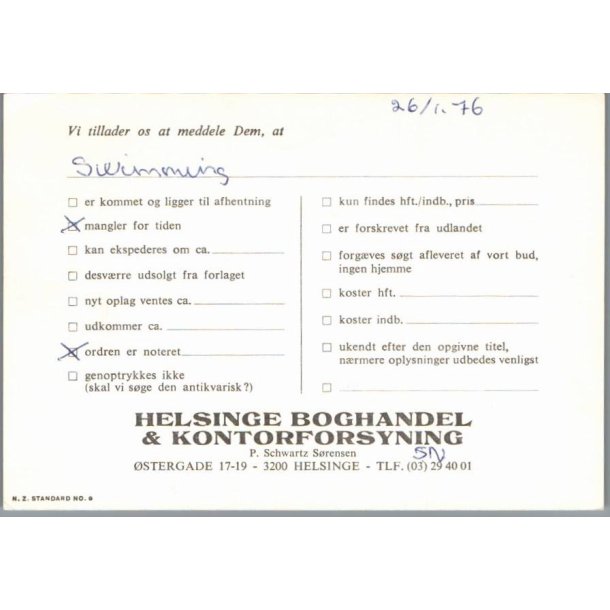 26/1.-76
Vi tillader os at meddele Dem, at
Swimming
er kommet og ligger til afhentning
mangler for tiden
kan ekspederes om ca.
desværre udsolgt fra forlaget
nyt oplag ventes ca.
udkommer ca.
ordren er noteret
genoptrykkes ikke
(skal vi søge den antikvarisk?)
kun findes hft./indb., pris
er forskrevet fra udlandet
forgæves søgt afleveret af vort bud,
ingen hjemme
koster hft.
koster indb.
ukendt efter den opgivne titel,
nærmere oplysninger udbedes venligst
HELSINGE BOGHANDEL
& KONTORFORSYNING
P. Schwartz Sørensen
SN
ØSTERGADE 17-19 - 3200 HELSINGE - TLF. (03) 29 40 01
N. Z. STANDARD NO. 9